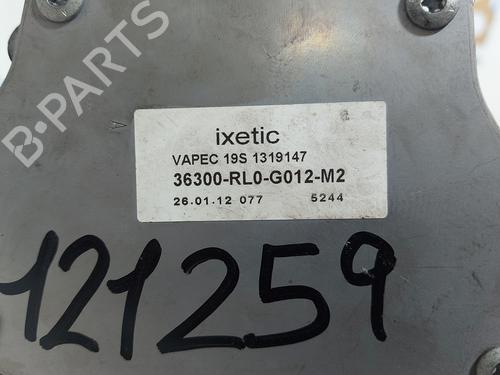 B-PARTS
ixetic
VAPEC 19S 1319147
36300-RL0-G012-M2
26.01.12 077 5244
121259